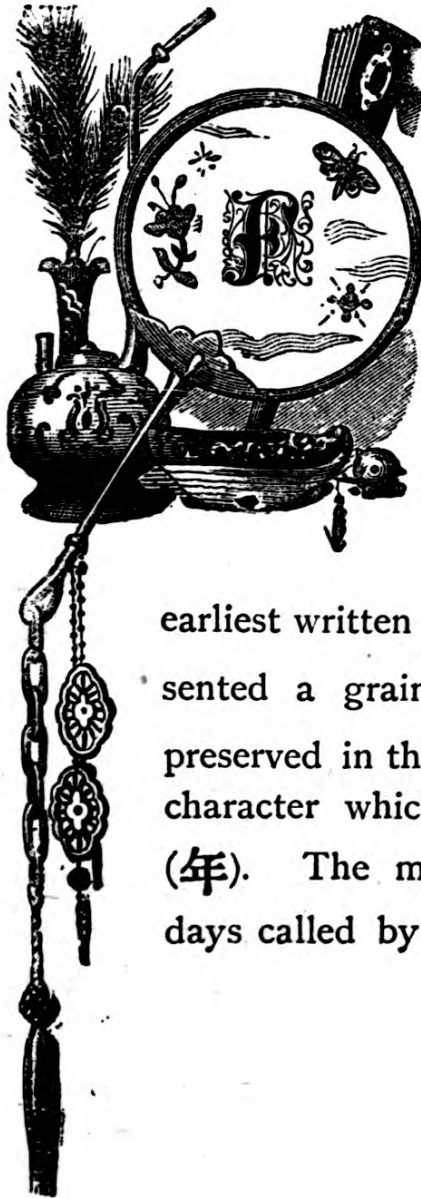 earliest written
sented a grain
preserved in th
character whic
(年). The m
days called by